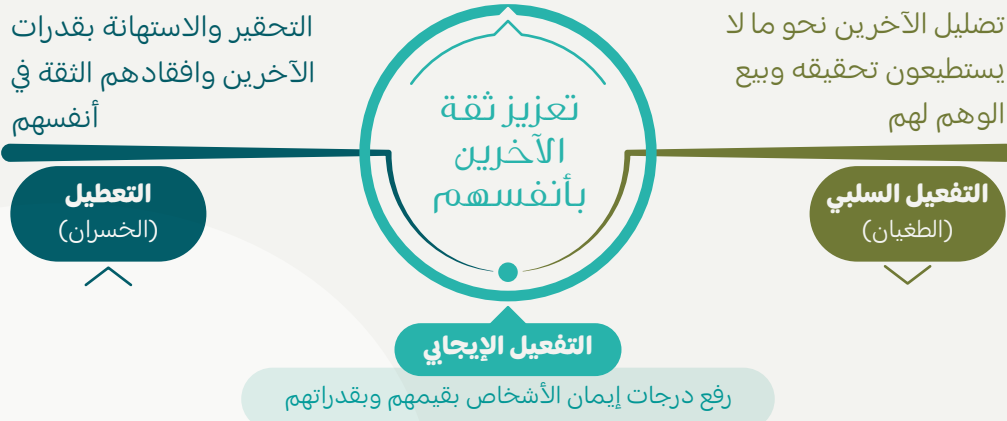 تضليل الآخرين نحو ما لا
يستطيعون تحقيقه وبيع
الوهم لهم
التفعيل السلبي
(الطغيان)
تعزيز ثقة
الآخرين
بأنفسهم
التحقير والاستهانة بقدرات
الآخرين وافقادهم الثقة في
أنفسهم
التعطيل
(الخسران)
التفعيل الإيجابي
رفع درجات إيمان الأشخاص بقيمهم وبقدراتهم